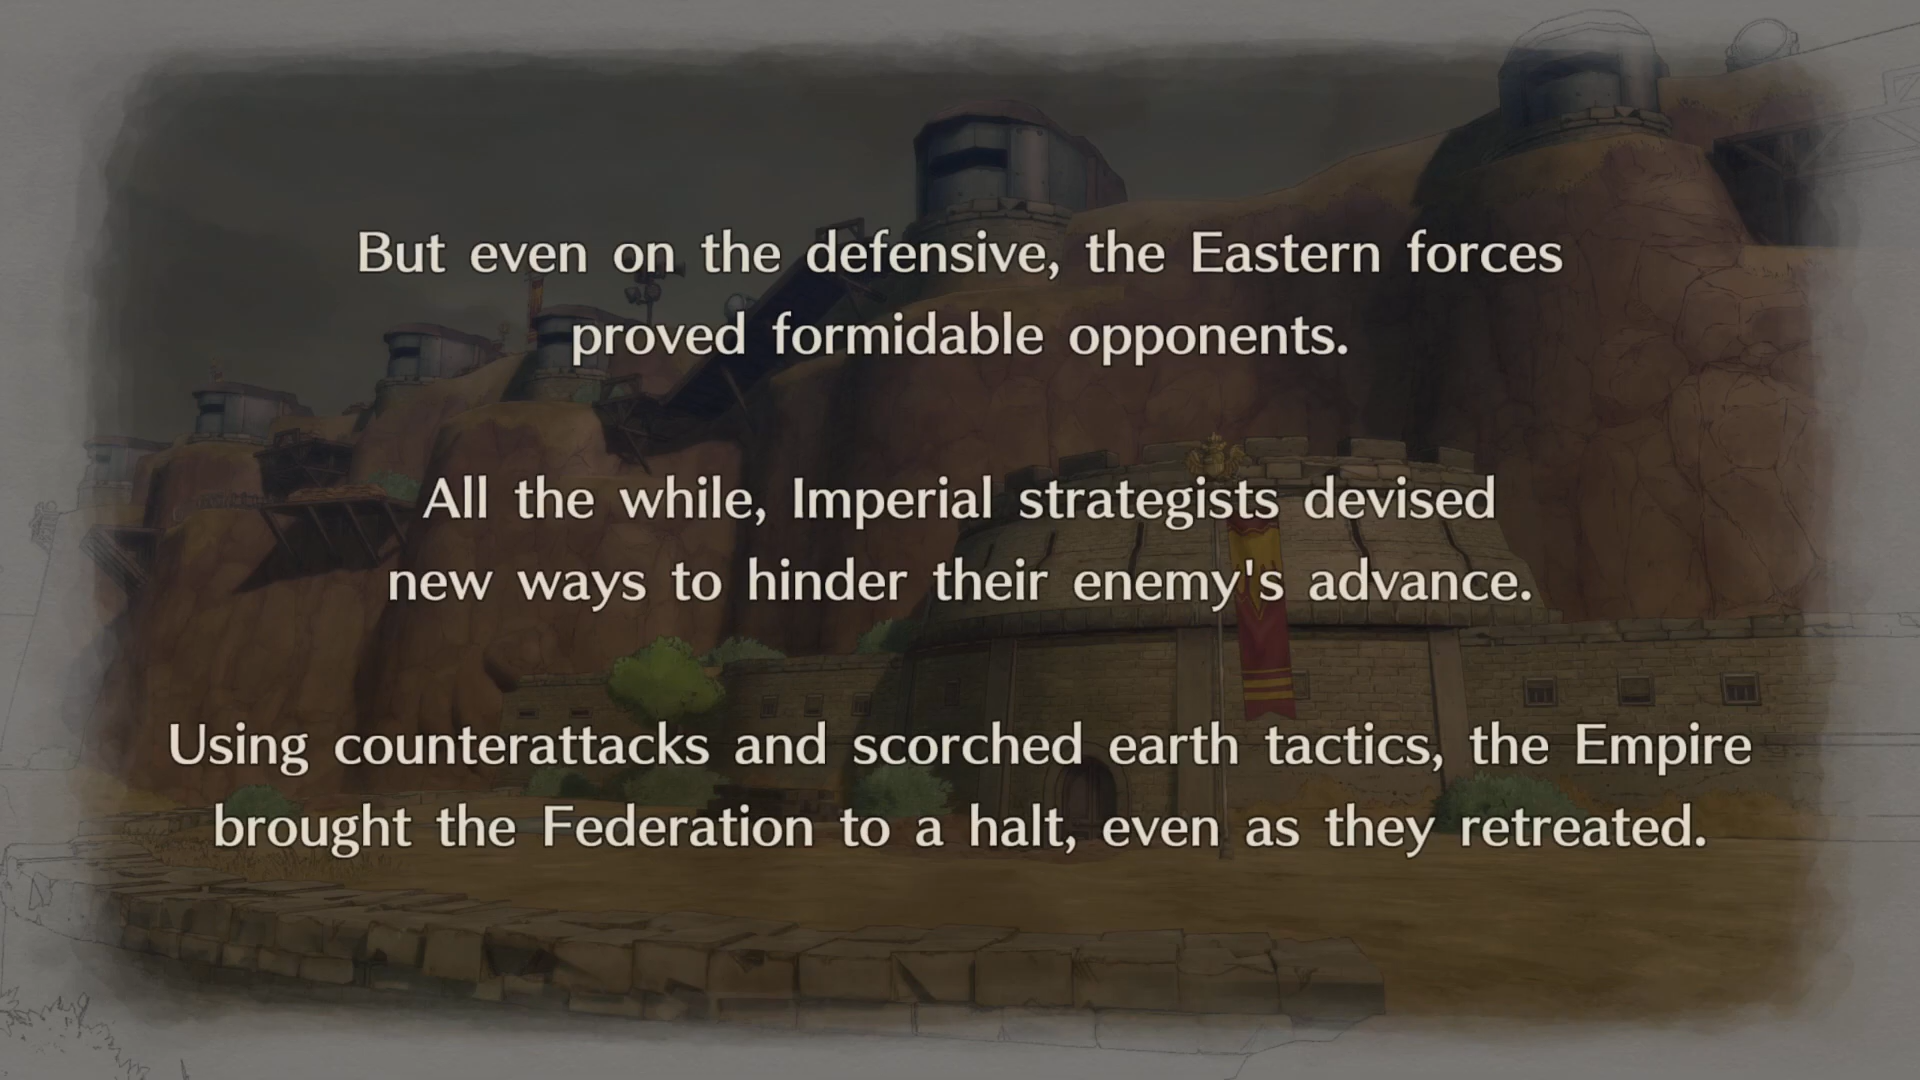 But even on the defensive, the Eastern forces
proved formidable opponents.
All the while, Imperial strategists devised
new ways to hinder their enemy's advance.
Using counterattacks and scorched earth tactics, the Empire
brought the Federation to a halt, even as they retreated.